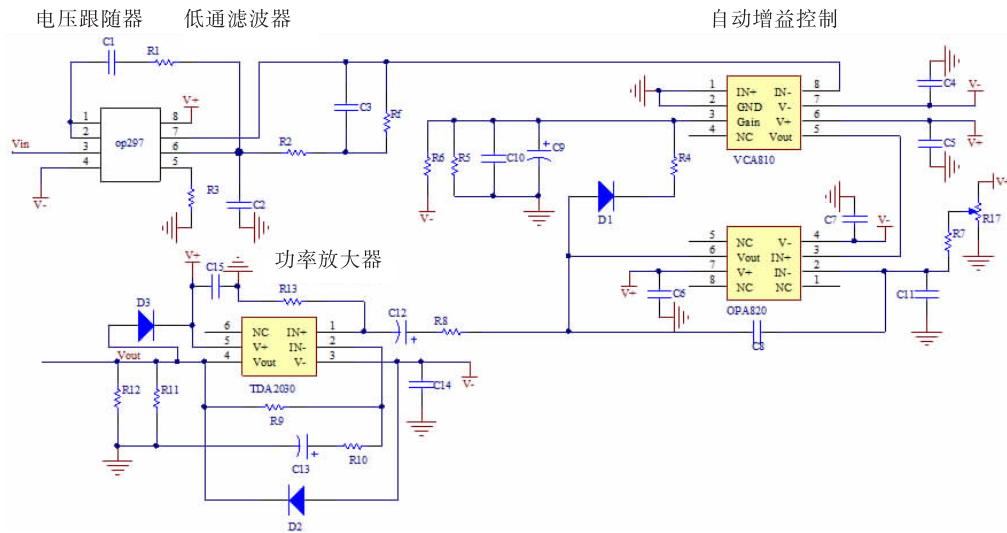 电压跟随器 低通滤波器 自动增益控制
C1 R1
V+
1 8
2 7
3 6
4 5
op297
Vin
V-
R2
R3
C2
C3
Rf
1 IN+ IN- 8
2 GND V- 7
3 Gain V+ 6
4 NC Vout 5
VCA810
C4
V-
C5
V+
R6 R5 C10 C9 R4
V-
D1
C7
V-
V+
R17
R7
5 NC V- 4
6 Vout IN+ 3
7 V+ IN- 2
8 NC NC 1
OPA820
V+
C6
C11
C8
功率放大器
V+
C15
R13
D3
6 NC IN+ 1
5 V+ IN- 2
4 Vout V- 3
TDA2030
C12
R8
Vout
V-
C14
R12 R11
R9
C13 R10
D2